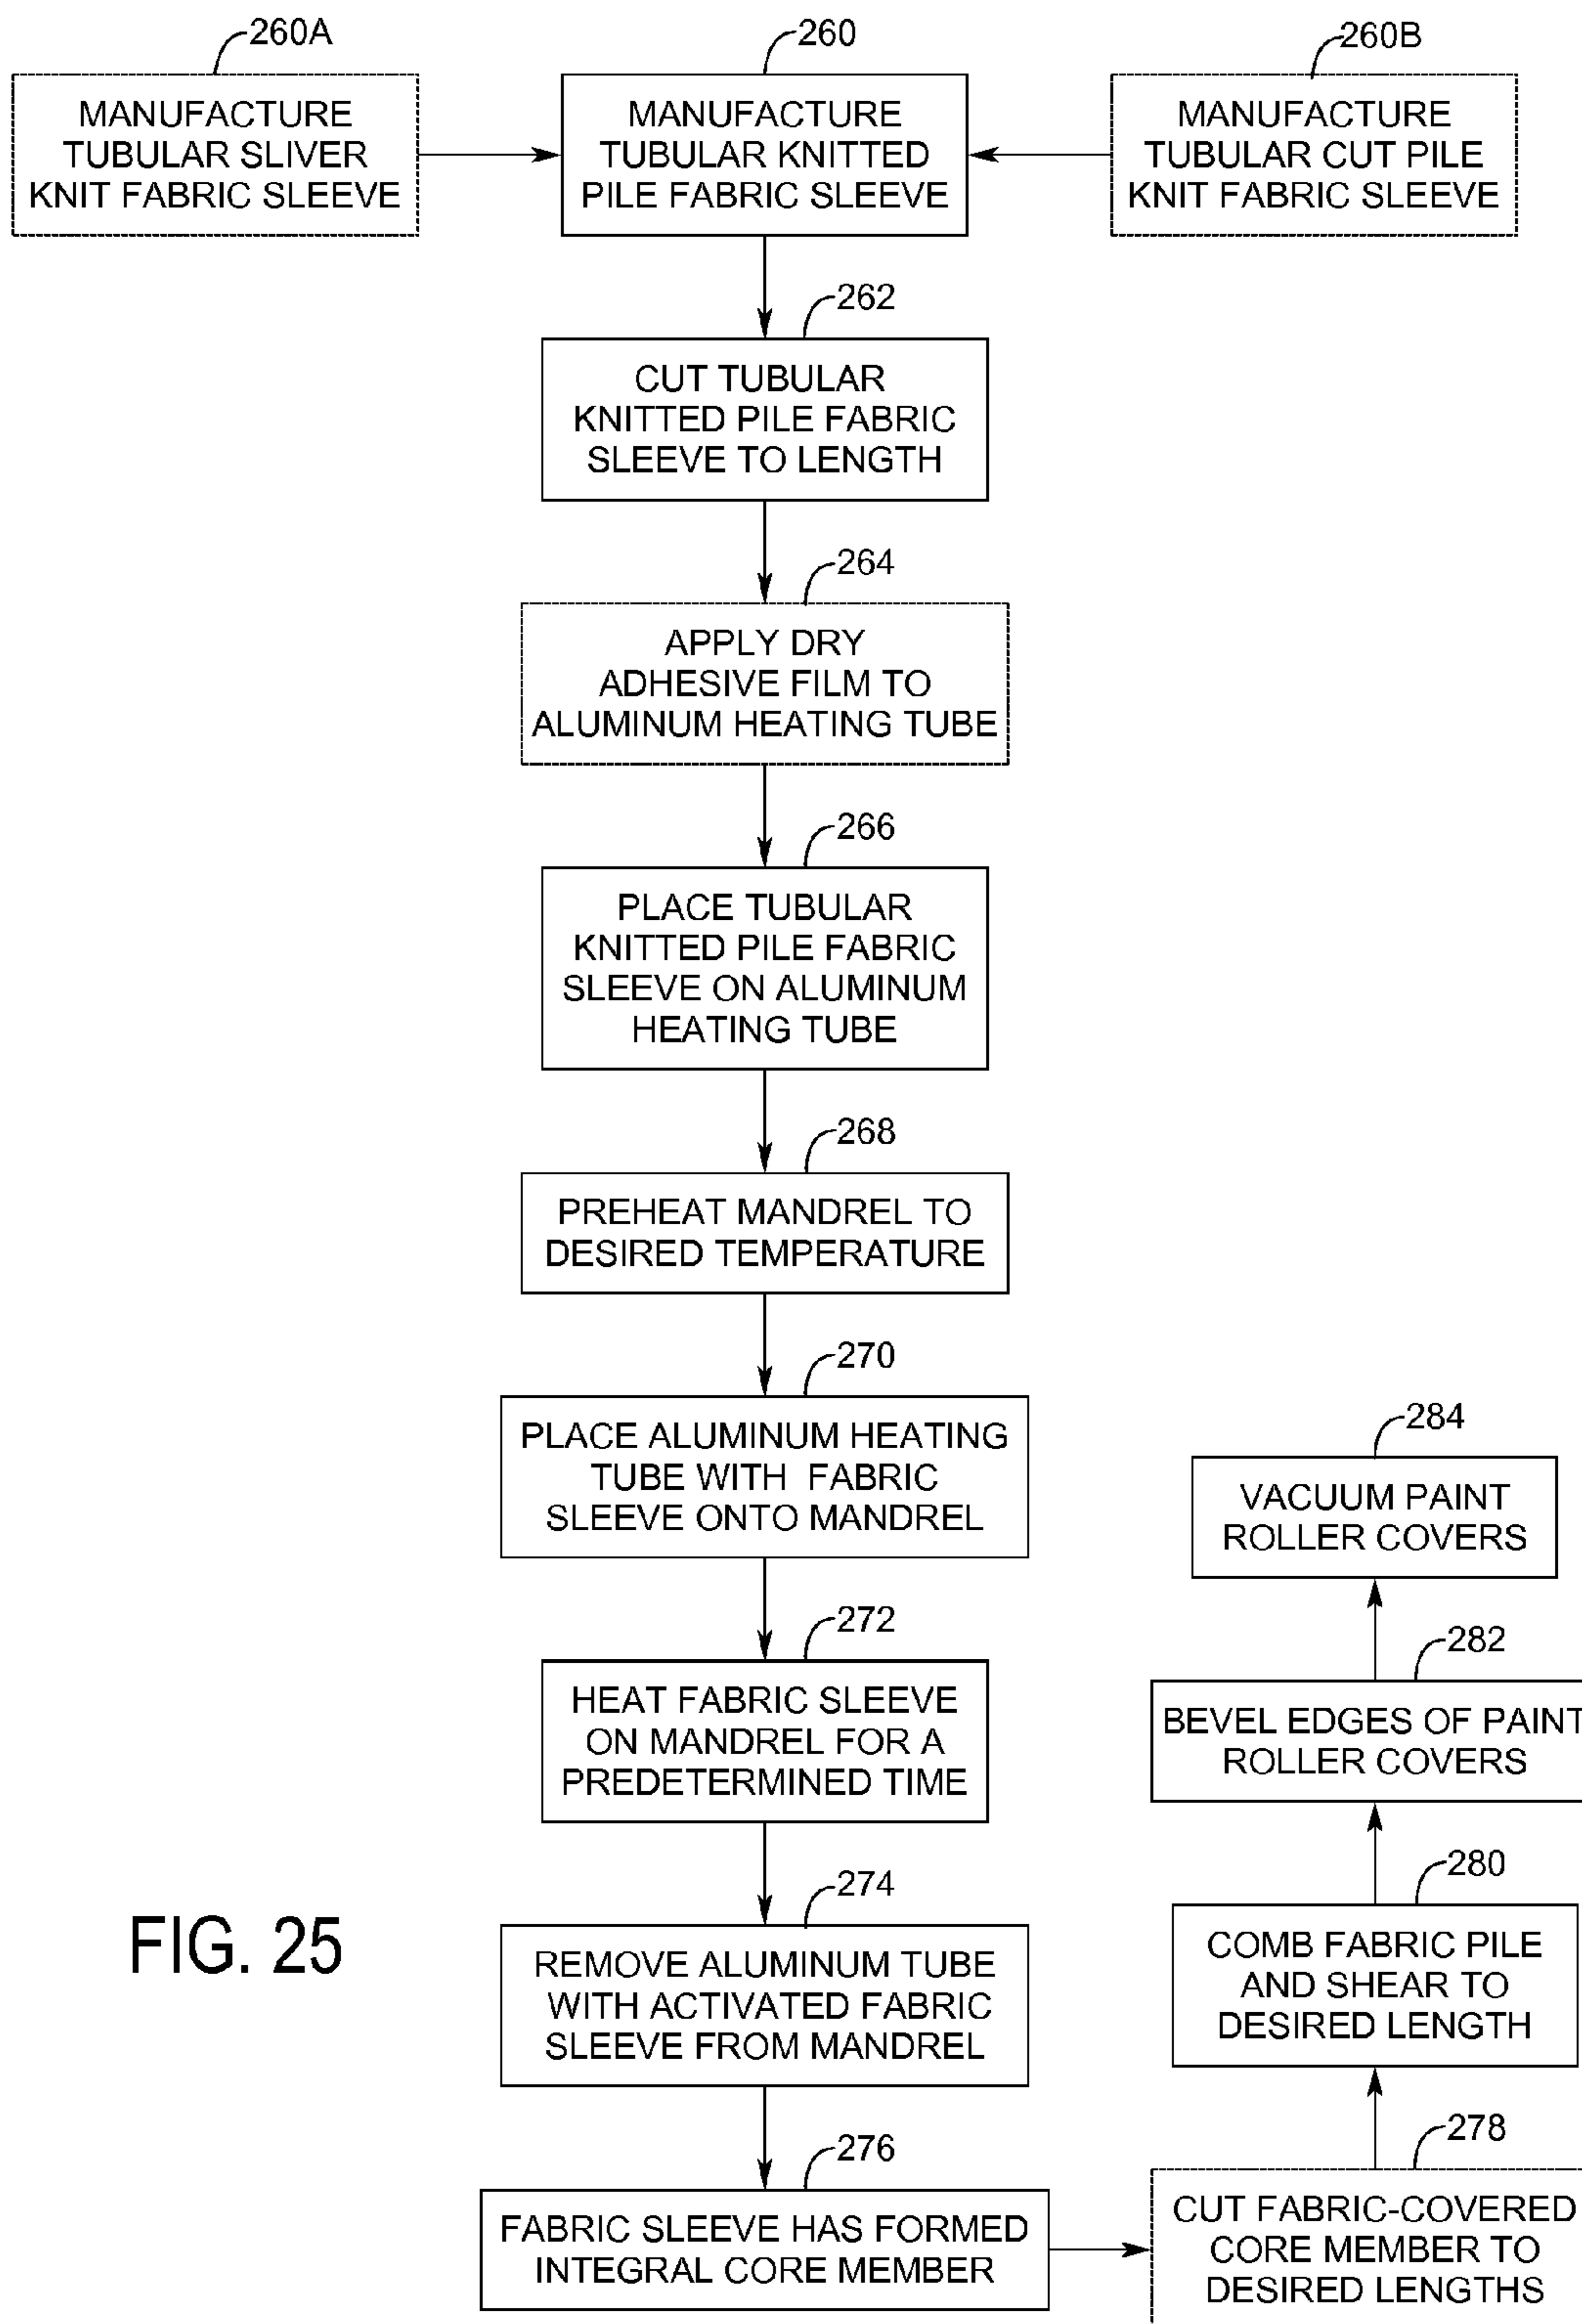 260A
MANUFACTURE
TUBULAR SLIVER
KNIT FABRIC SLEEVE
260
MANUFACTURE
TUBULAR KNITTED
PILE FABRIC SLEEVE
260B
MANUFACTURE
TUBULAR CUT PILE
KNIT FABRIC SLEEVE
262
CUT TUBULAR
KNITTED PILE FABRIC
SLEEVE TO LENGTH
264
APPLY DRY
ADHESIVE FILM TO
ALUMINUM HEATING TUBE
266
PLACE TUBULAR
KNITTED PILE FABRIC
SLEEVE ON ALUMINUM
HEATING TUBE
268
PREHEAT MANDREL TO
DESIRED TEMPERATURE
270
PLACE ALUMINUM HEATING
TUBE WITH FABRIC
SLEEVE ONTO MANDREL
272
HEAT FABRIC SLEEVE
ON MANDREL FOR A
PREDETERMINED TIME
274
REMOVE ALUMINUM TUBE
WITH ACTIVATED FABRIC
SLEEVE FROM MANDREL
276
FABRIC SLEEVE HAS FORMED
INTEGRAL CORE MEMBER
278
CUT FABRIC-COVERED
CORE MEMBER TO
DESIRED LENGTHS
280
COMB FABRIC PILE
AND SHEAR TO
DESIRED LENGTH
282
BEVEL EDGES OF PAINT
ROLLER COVERS
284
VACUUM PAINT
ROLLER COVERS
FIG. 25